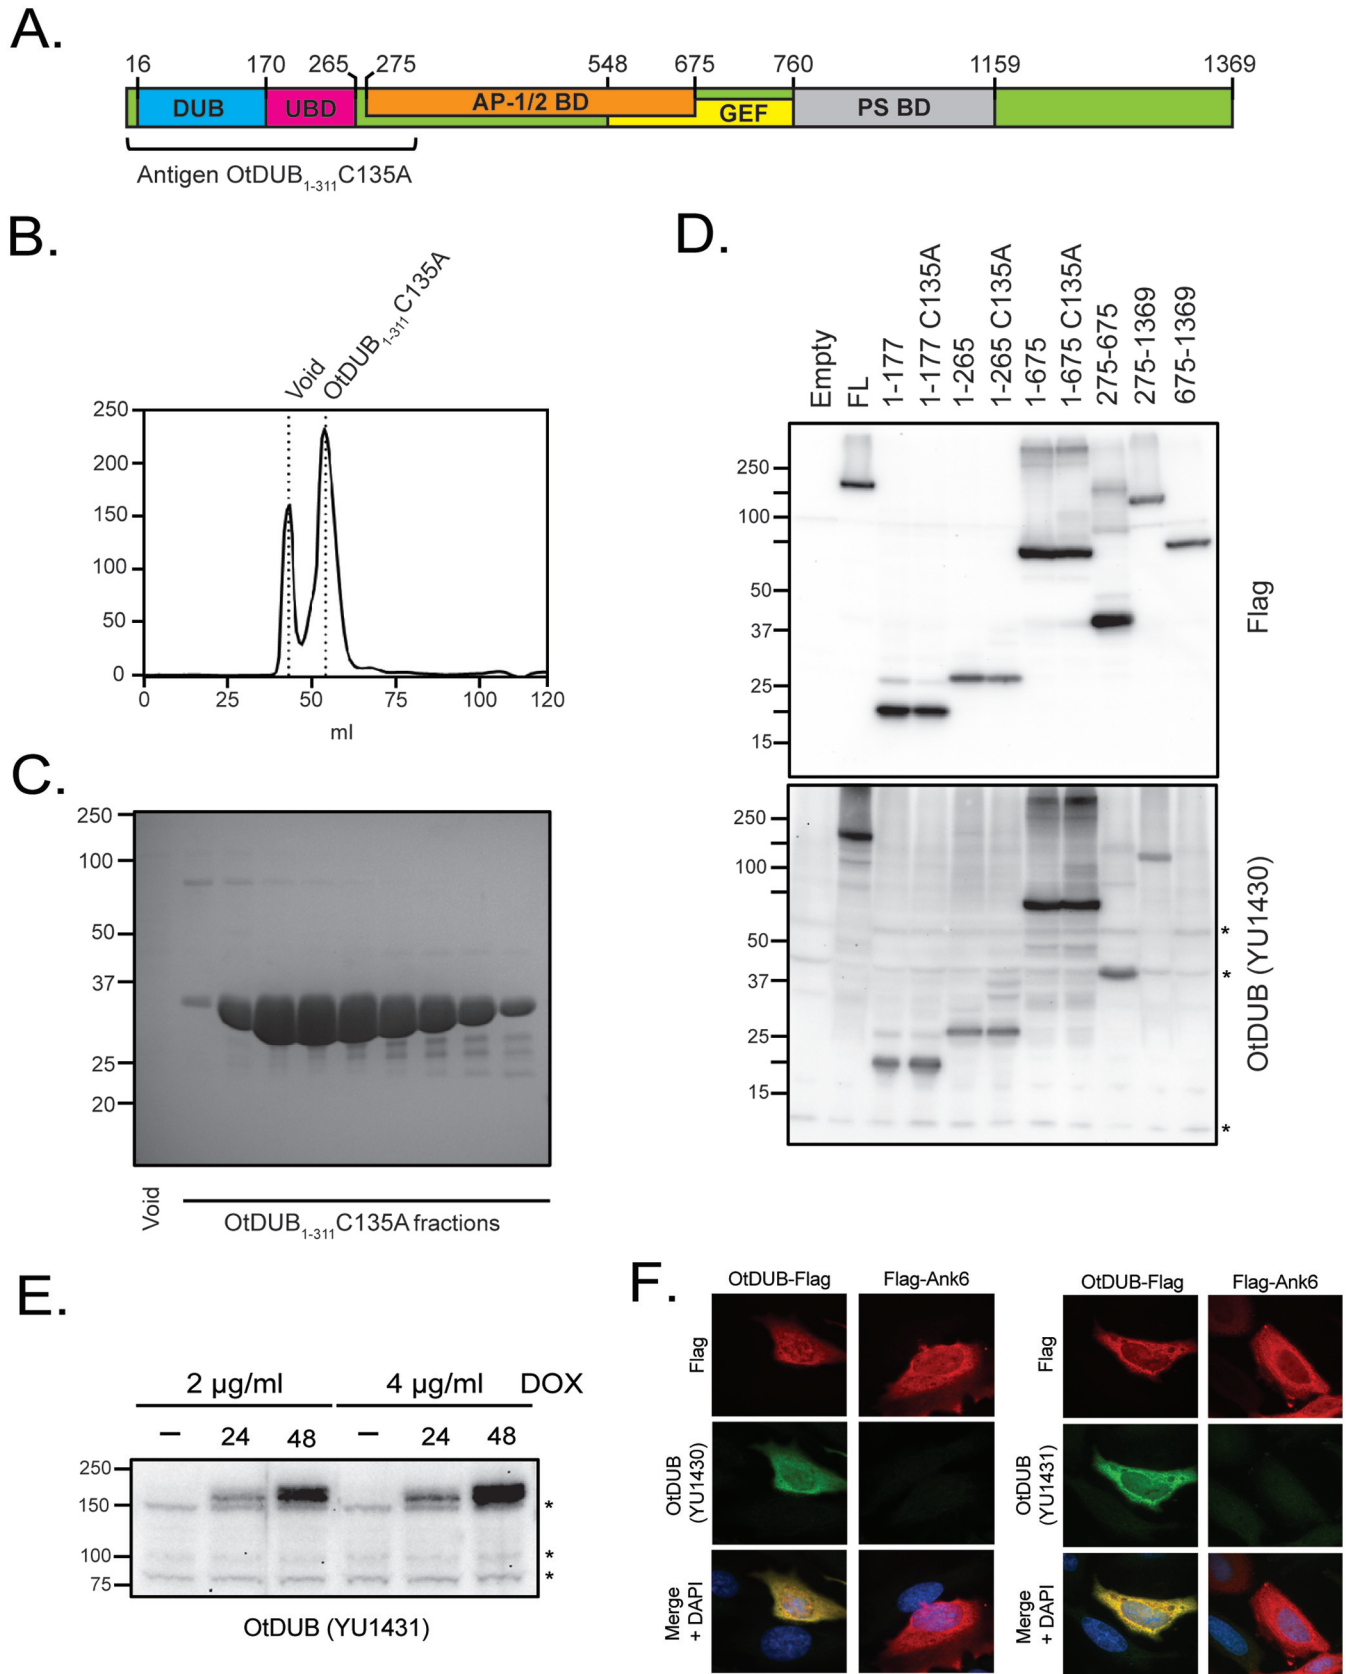 A.
16 170 265 275 548 675 760 1159 1369
DUB UBD AP-1/2 BD GEF PS BD
Antigen OtDUB1-311C135A
B.
Void
OtDUB1-311C135A
250
200
150
100
50
0
0 25 50 75 100 120
ml
C.
250
100
50
37
25
20
Void
OtDUB1-311C135A fractions
D.
Empty
FL
1-177
1-177 C135A
1-265
1-265 C135A
1-675
1-675 C135A
275-675
275-1369
675-1369
250
100
50
37
25
15
Flag
250
100
50
37
25
15
*
*
*
OtDUB (YU1430)
E.
2 µg/ml 4 µg/ml DOX
– 24 48 – 24 48
250
150
100
75
*
*
*
OtDUB (YU1431)
F.
OtDUB-Flag Flag-Ank6
Flag
OtDUB
(YU1430)
Merge
+ DAPI
OtDUB-Flag Flag-Ank6
Flag
OtDUB
(YU1431)
Merge
+ DAPI